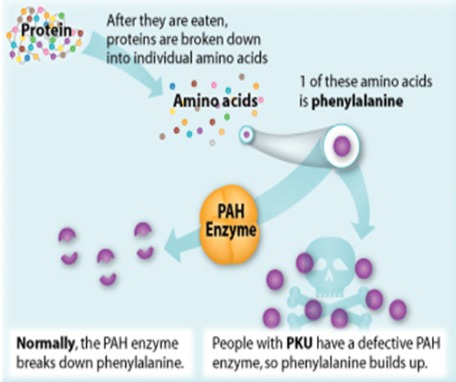 Protein
After they are eaten,
proteins are broken down
into individual amino acids
Amino acids
1 of these amino acids
is phenylalanine
PAH
Enzyme
Normally, the PAH enzyme
breaks down phenylalanine.
People with PKU have a defective PAH
enzyme, so phenylalanine builds up.